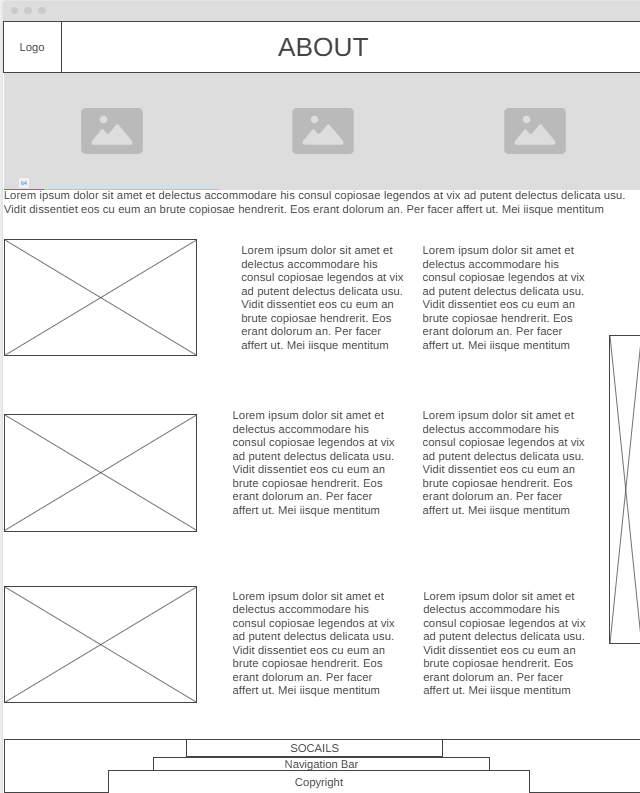 Logo
ABOUT
64
Lorem ipsum dolor sit amet et delectus accommodare his consul copiosae legendos at vix ad putent delectus delicata usu.
Vidit dissentiet eos cu eum an brute copiosae hendrerit. Eos erant dolorum an. Per facer affert ut. Mei iisque mentitum
Lorem ipsum dolor sit amet et
delectus accommodare his
consul copiosae legendos at vix
ad putent delectus delicata usu.
Vidit dissentiet eos cu eum an
brute copiosae hendrerit. Eos
erant dolorum an. Per facer
affert ut. Mei iisque mentitum
Lorem ipsum dolor sit amet et
delectus accommodare his
consul copiosae legendos at vix
ad putent delectus delicata usu.
Vidit dissentiet eos cu eum an
brute copiosae hendrerit. Eos
erant dolorum an. Per facer
affert ut. Mei iisque mentitum
Lorem ipsum dolor sit amet et
delectus accommodare his
consul copiosae legendos at vix
ad putent delectus delicata usu.
Vidit dissentiet eos cu eum an
brute copiosae hendrerit. Eos
erant dolorum an. Per facer
affert ut. Mei iisque mentitum
Lorem ipsum dolor sit amet et
delectus accommodare his
consul copiosae legendos at vix
ad putent delectus delicata usu.
Vidit dissentiet eos cu eum an
brute copiosae hendrerit. Eos
erant dolorum an. Per facer
affert ut. Mei iisque mentitum
Lorem ipsum dolor sit amet et
delectus accommodare his
consul copiosae legendos at vix
ad putent delectus delicata usu.
Vidit dissentiet eos cu eum an
brute copiosae hendrerit. Eos
erant dolorum an. Per facer
affert ut. Mei iisque mentitum
Lorem ipsum dolor sit amet et
delectus accommodare his
consul copiosae legendos at vix
ad putent delectus delicata usu.
Vidit dissentiet eos cu eum an
brute copiosae hendrerit. Eos
erant dolorum an. Per facer
affert ut. Mei iisque mentitum
SOCAILS
Navigation Bar
Copyright